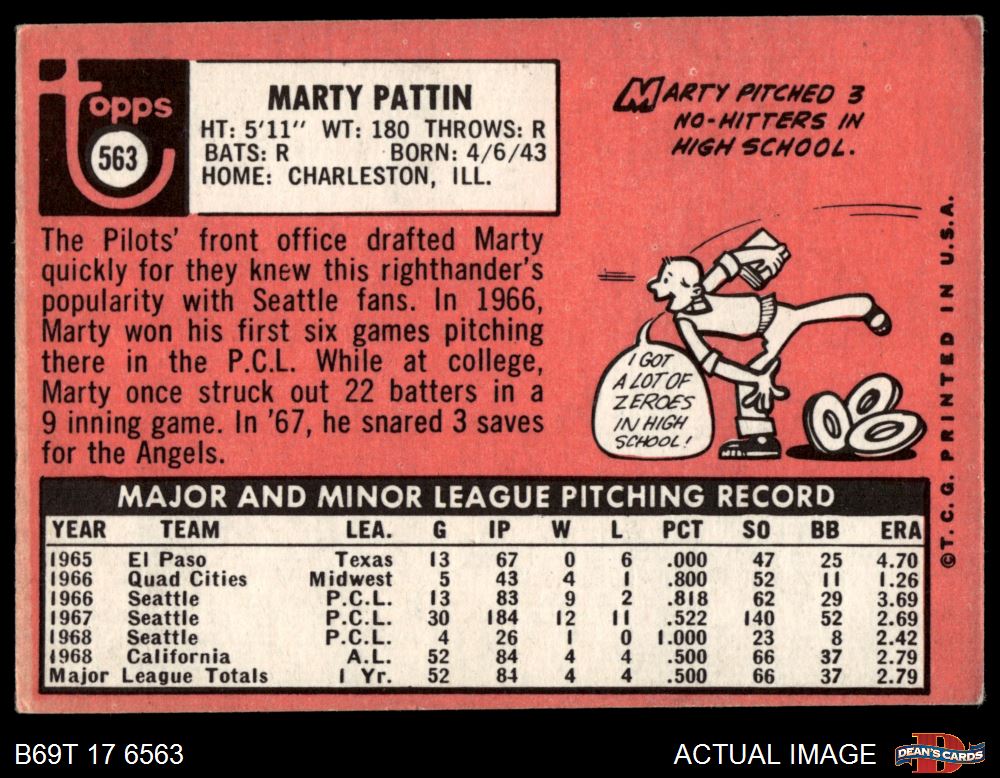 topps
563
MARTY PATTIN
HT: 5'11" WT: 180 THROWS: R
BATS: R BORN: 4/6/43
HOME: CHARLESTON, ILL.
MARTY PITCHED 3
NO-HITTERS IN
HIGH SCHOOL.
The Pilots' front office drafted Marty
quickly for they knew this righthander's
popularity with Seattle fans. In 1966,
Marty won his first six games pitching
there in the P.C.L. While at college,
Marty once struck out 22 batters in a
9 inning game. In '67, he snared 3 saves
for the Angels.
I GOT
A LOT OF
ZEROES
IN HIGH
SCHOOL!
©T.C.G. PRINTED IN U.S.A.
MAJOR AND MINOR LEAGUE PITCHING RECORD
YEAR TEAM LEA. G IP W L PCT SO BB ERA
1965 El Paso Texas 13 67 0 6 .000 47 25 4.70
1966 Quad Cities Midwest 5 43 4 1 .800 52 11 1.26
1966 Seattle P.C.L. 13 83 9 2 .818 62 29 3.69
1967 Seattle P.C.L. 30 184 12 11 .522 140 52 2.69
1968 Seattle P.C.L. 4 26 1 0 1.000 23 8 2.42
1968 California A.L. 52 84 4 4 .500 66 37 2.79
Major League Totals 1 Yr. 52 84 4 4 .500 66 37 2.79
B69T 17 6563
ACTUAL IMAGE
DEAN'S CARDS